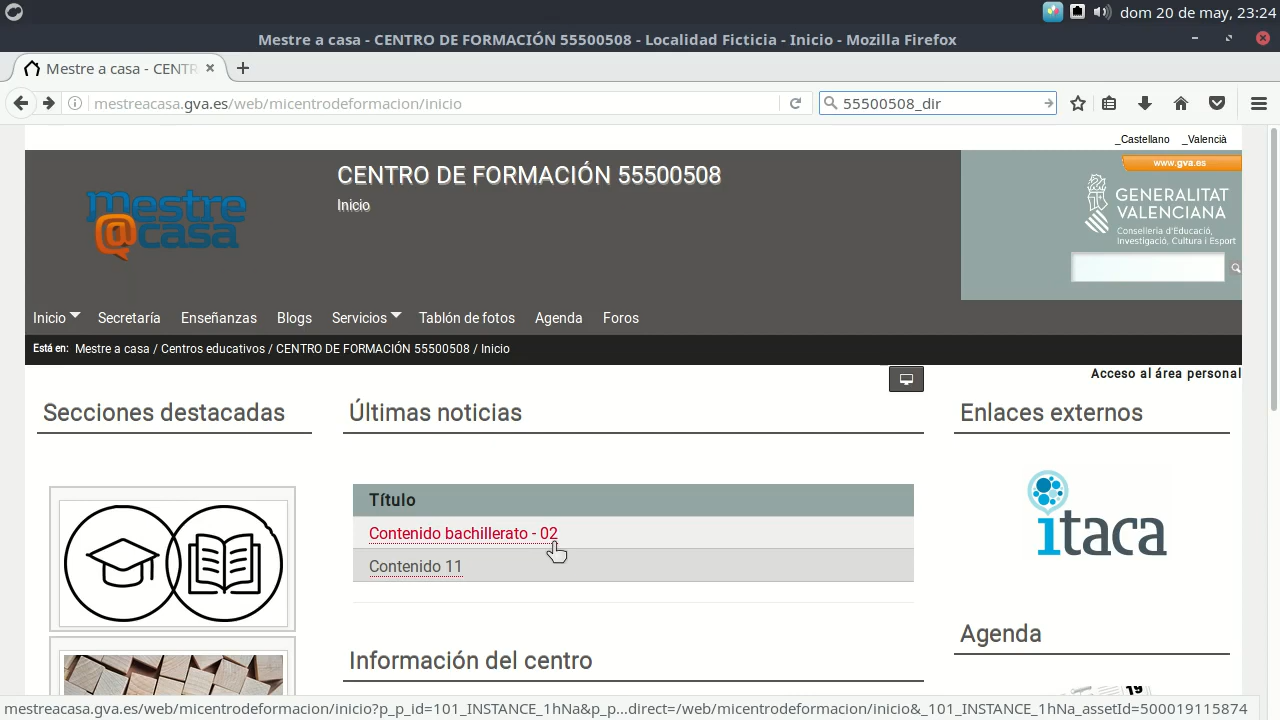 dom 20 de may, 23:24
Mestre a casa - CENTRO DE FORMACIÓN 55500508 - Localidad Ficticia - Inicio - Mozilla Firefox
Mestre a casa - CENTR
mestreacasa.gva.es/web/micentrodeformacion/inicio
55500508_dir
_Castellano _Valencià
www.gva.es
mestre
@casa
CENTRO DE FORMACIÓN 55500508
Inicio
GENERALITAT
VALENCIANA
Conselleria d'Educació,
Investigació, Cultura i Esport
Inicio Secretaría Enseñanzas Blogs Servicios Tablón de fotos Agenda Foros
Está en: Mestre a casa / Centros educativos / CENTRO DE FORMACIÓN 55500508 / Inicio
Acceso al área personal
Secciones destacadas
Últimas noticias
Título
Contenido bachillerato - 02
Contenido 11
Información del centro
Enlaces externos
itaca
Agenda
19
mestreacasa.gva.es/web/micentrodeformacion/inicio?p_p_id=101_INSTANCE_1hNa&p_p...direct=/web/micentrodeformacion/inicio&_101_INSTANCE_1hNa_assetId=500019115874